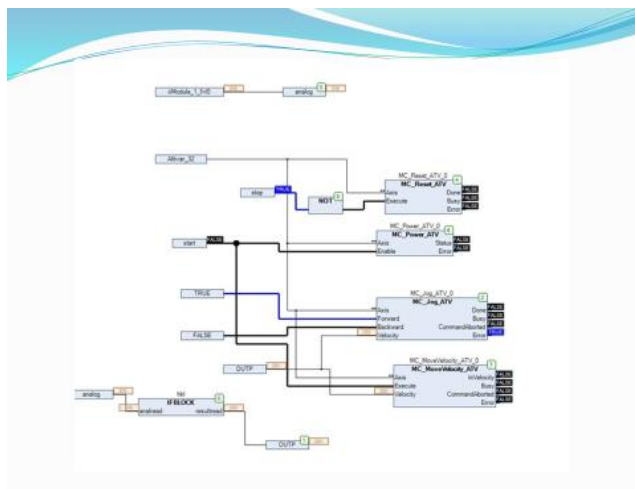 analog
Altivar_32
MC_Reset_ATV_0
MC_Reset_ATV
stop
TRUE
NOT
Axis
Execute
Done
Busy
Error
FALSE
FALSE
FALSE
MC_Power_ATV_0
MC_Power_ATV
start
FALSE
Axis
Enable
Status
Error
FALSE
FALSE
MC_Jog_ATV_0
MC_Jog_ATV
TRUE
FALSE
Axis
Forward
Backward
Velocity
Done
Busy
CommandAborted
Error
FALSE
FALSE
FALSE
TRUE
MC_MoveVelocity_ATV_0
MC_MoveVelocity_ATV
OUTP
Axis
Execute
Velocity
InVelocity
Busy
CommandAborted
Error
FALSE
FALSE
FALSE
FALSE
analog
IFBLOCK
resultread
OUTP